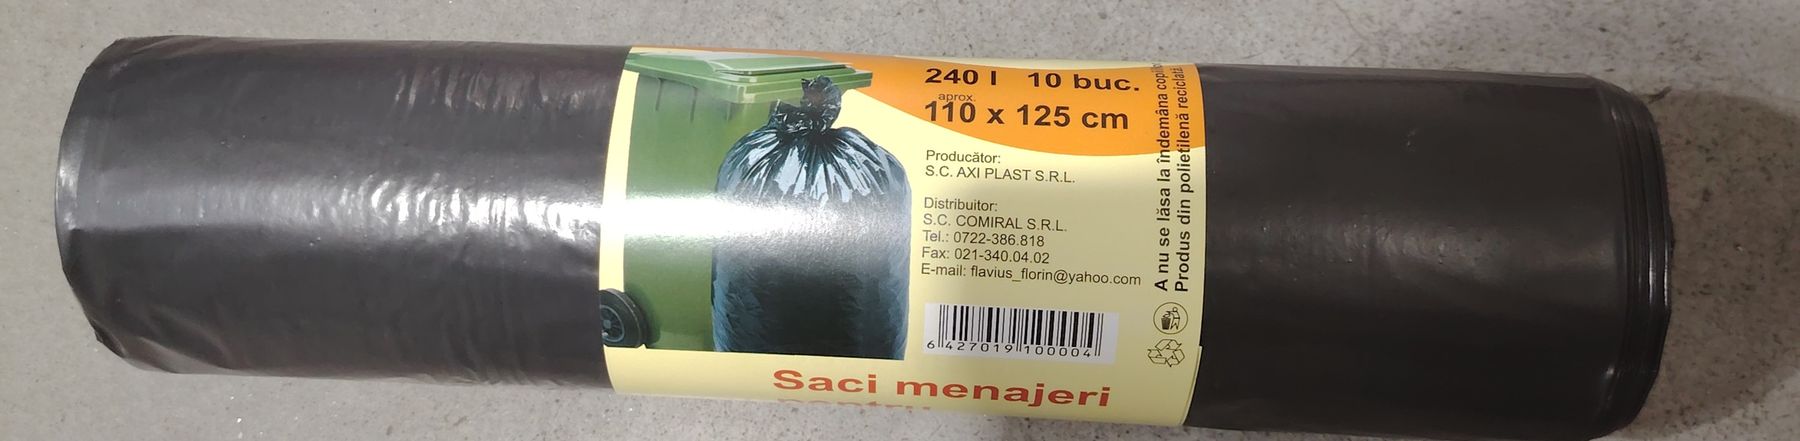 240 l 10 buc.
aprox.
110 x 125 cm
Producător:
S.C. AXI PLAST S.R.L.
Distribuitor:
S.C. COMIRAL S.R.L.
Tel.: 0722-386.818
Fax: 021-340.04.02
E-mail: flavius_florin@yahoo.com
6 427019 100004
A nu se lăsa la îndemâna
Produs din polietilenă reciclată
Saci menajeri
pentru